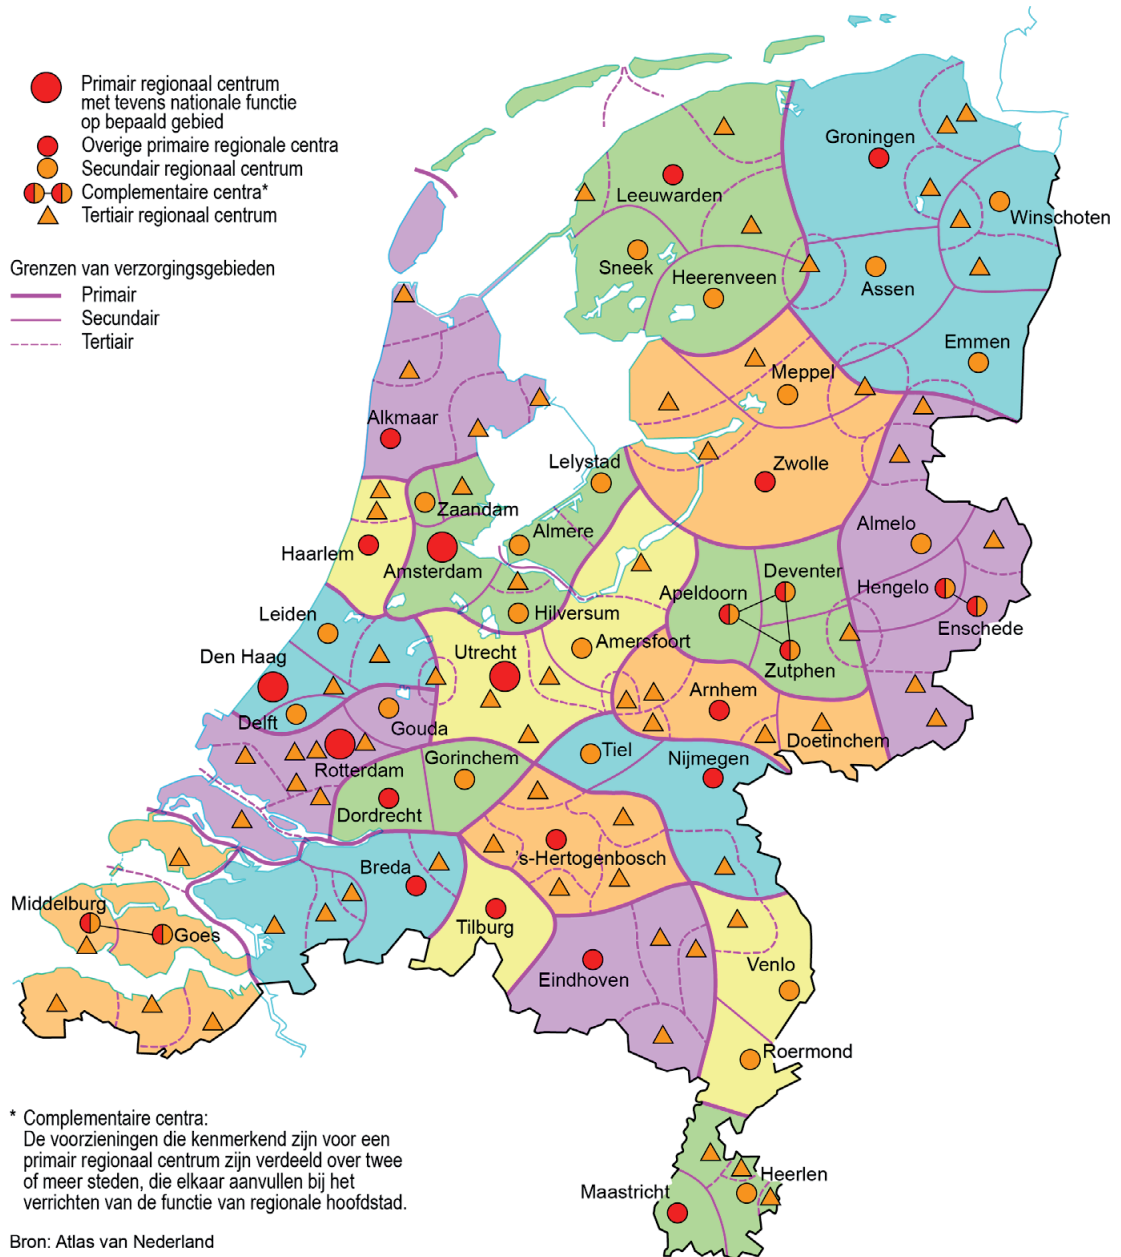 Primair regionaal centrum
met tevens nationale functie
op bepaald gebied
Overige primaire regionale centra
Secundair regionaal centrum
Complementaire centra*
Tertiair regionaal centrum
Grenzen van verzorgingsgebieden
Primair
Secundair
Tertiair
Groningen
Leeuwarden
Winschoten
Sneek
Heerenveen
Assen
Emmen
Meppel
Alkmaar
Zwolle
Lelystad
Zaandam
Almere
Almelo
Haarlem
Amsterdam
Deventer
Apeldoorn
Hengelo
Leiden
Hilversum
Enschede
Amersfoort
Utrecht
Den Haag
Zutphen
Arnhem
Delft
Gouda
Doetinchem
Tiel
Gorinchem
Nijmegen
Rotterdam
Dordrecht
's-Hertogenbosch
Breda
Middelburg
Goes
Tilburg
Eindhoven
Venlo
Roermond
Heerlen
Maastricht
* Complementaire centra:
De voorzieningen die kenmerkend zijn voor een
primair regionaal centrum zijn verdeeld over twee
of meer steden, die elkaar aanvullen bij het
verrichten van de functie van regionale hoofdstad.
Bron: Atlas van Nederland